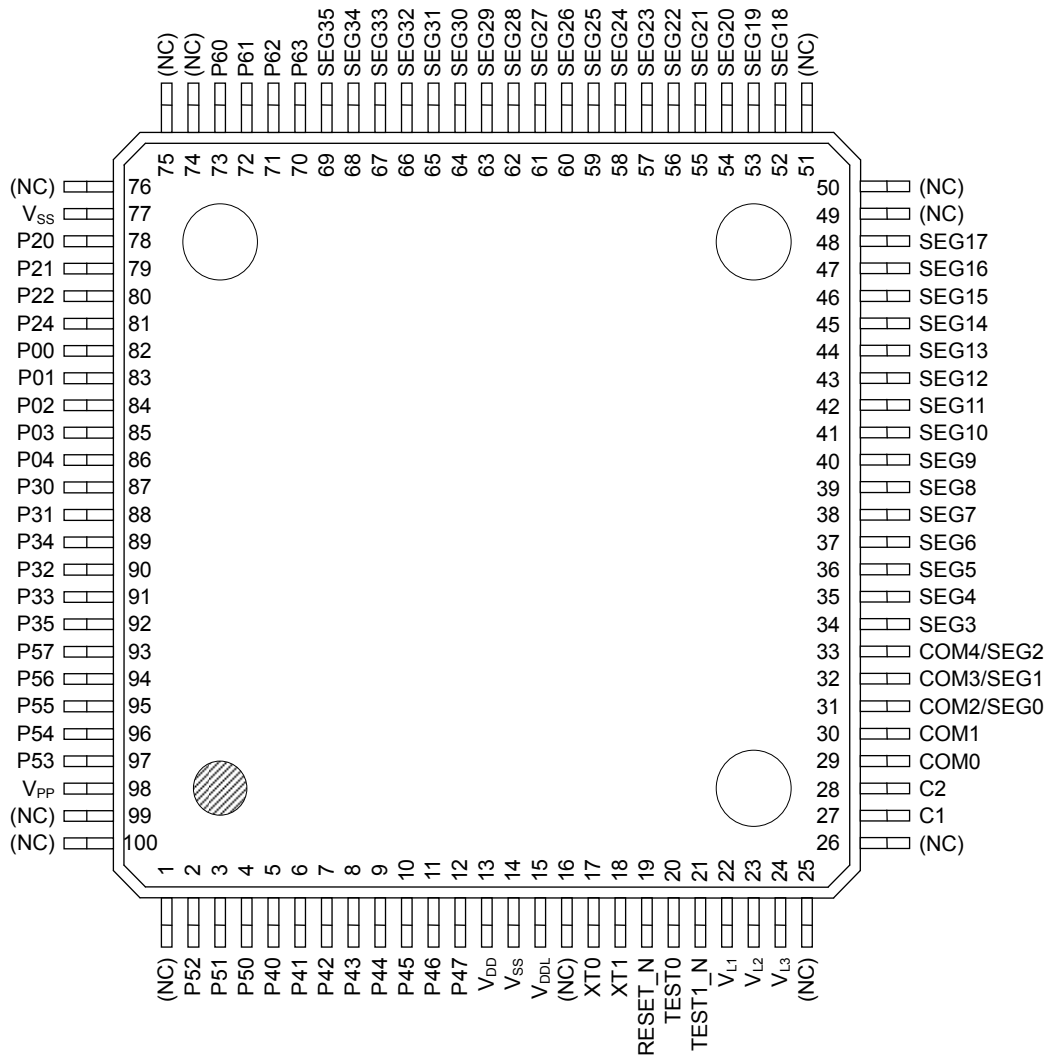 (NC)
(NC)
P60
P61
P62
P63
SEG35
SEG34
SEG33
SEG32
SEG31
SEG30
SEG29
SEG28
SEG27
SEG26
SEG25
SEG24
SEG23
SEG22
SEG21
SEG20
SEG19
SEG18
(NC)
75
74
73
72
71
70
69
68
67
66
65
64
63
62
61
60
59
58
57
56
55
54
53
52
51
(NC) 76
VSS 77
P20 78
P21 79
P22 80
P24 81
P00 82
P01 83
P02 84
P03 85
P04 86
P30 87
P31 88
P34 89
P32 90
P33 91
P35 92
P57 93
P56 94
P55 95
P54 96
P53 97
VPP 98
(NC) 99
(NC) 100
50 (NC)
49 (NC)
48 SEG17
47 SEG16
46 SEG15
45 SEG14
44 SEG13
43 SEG12
42 SEG11
41 SEG10
40 SEG9
39 SEG8
38 SEG7
37 SEG6
36 SEG5
35 SEG4
34 SEG3
33 COM4/SEG2
32 COM3/SEG1
31 COM2/SEG0
30 COM1
29 COM0
28 C2
27 C1
26 (NC)
1
2
3
4
5
6
7
8
9
10
11
12
13
14
15
16
17
18
19
20
21
22
23
24
25
(NC)
P52
P51
P50
P40
P41
P42
P43
P44
P45
P46
P47
VDD
VSS
VDDL
(NC)
XT0
XT1
RESET_N
TEST0
TEST1_N
VL1
VL2
VL3
(NC)